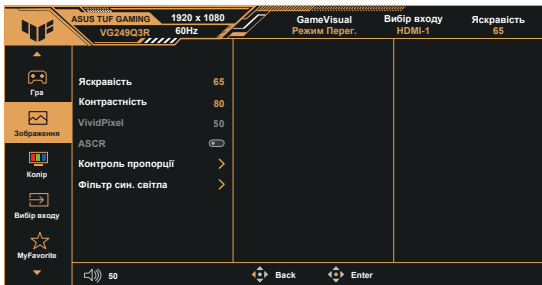 ASUS TUF GAMING 1920 x 1080 GameVisual Вибір входу Яскравість
VG249Q3R 60Hz Режим Перег. HDMI-1 65
Гра
Зображення
Колір
Вибір входу
MyFavorite
Яскравість 65
Контрастність 80
VividPixel 50
ASCR
Контроль пропорції
Фільтр син. світла
50 Back Enter